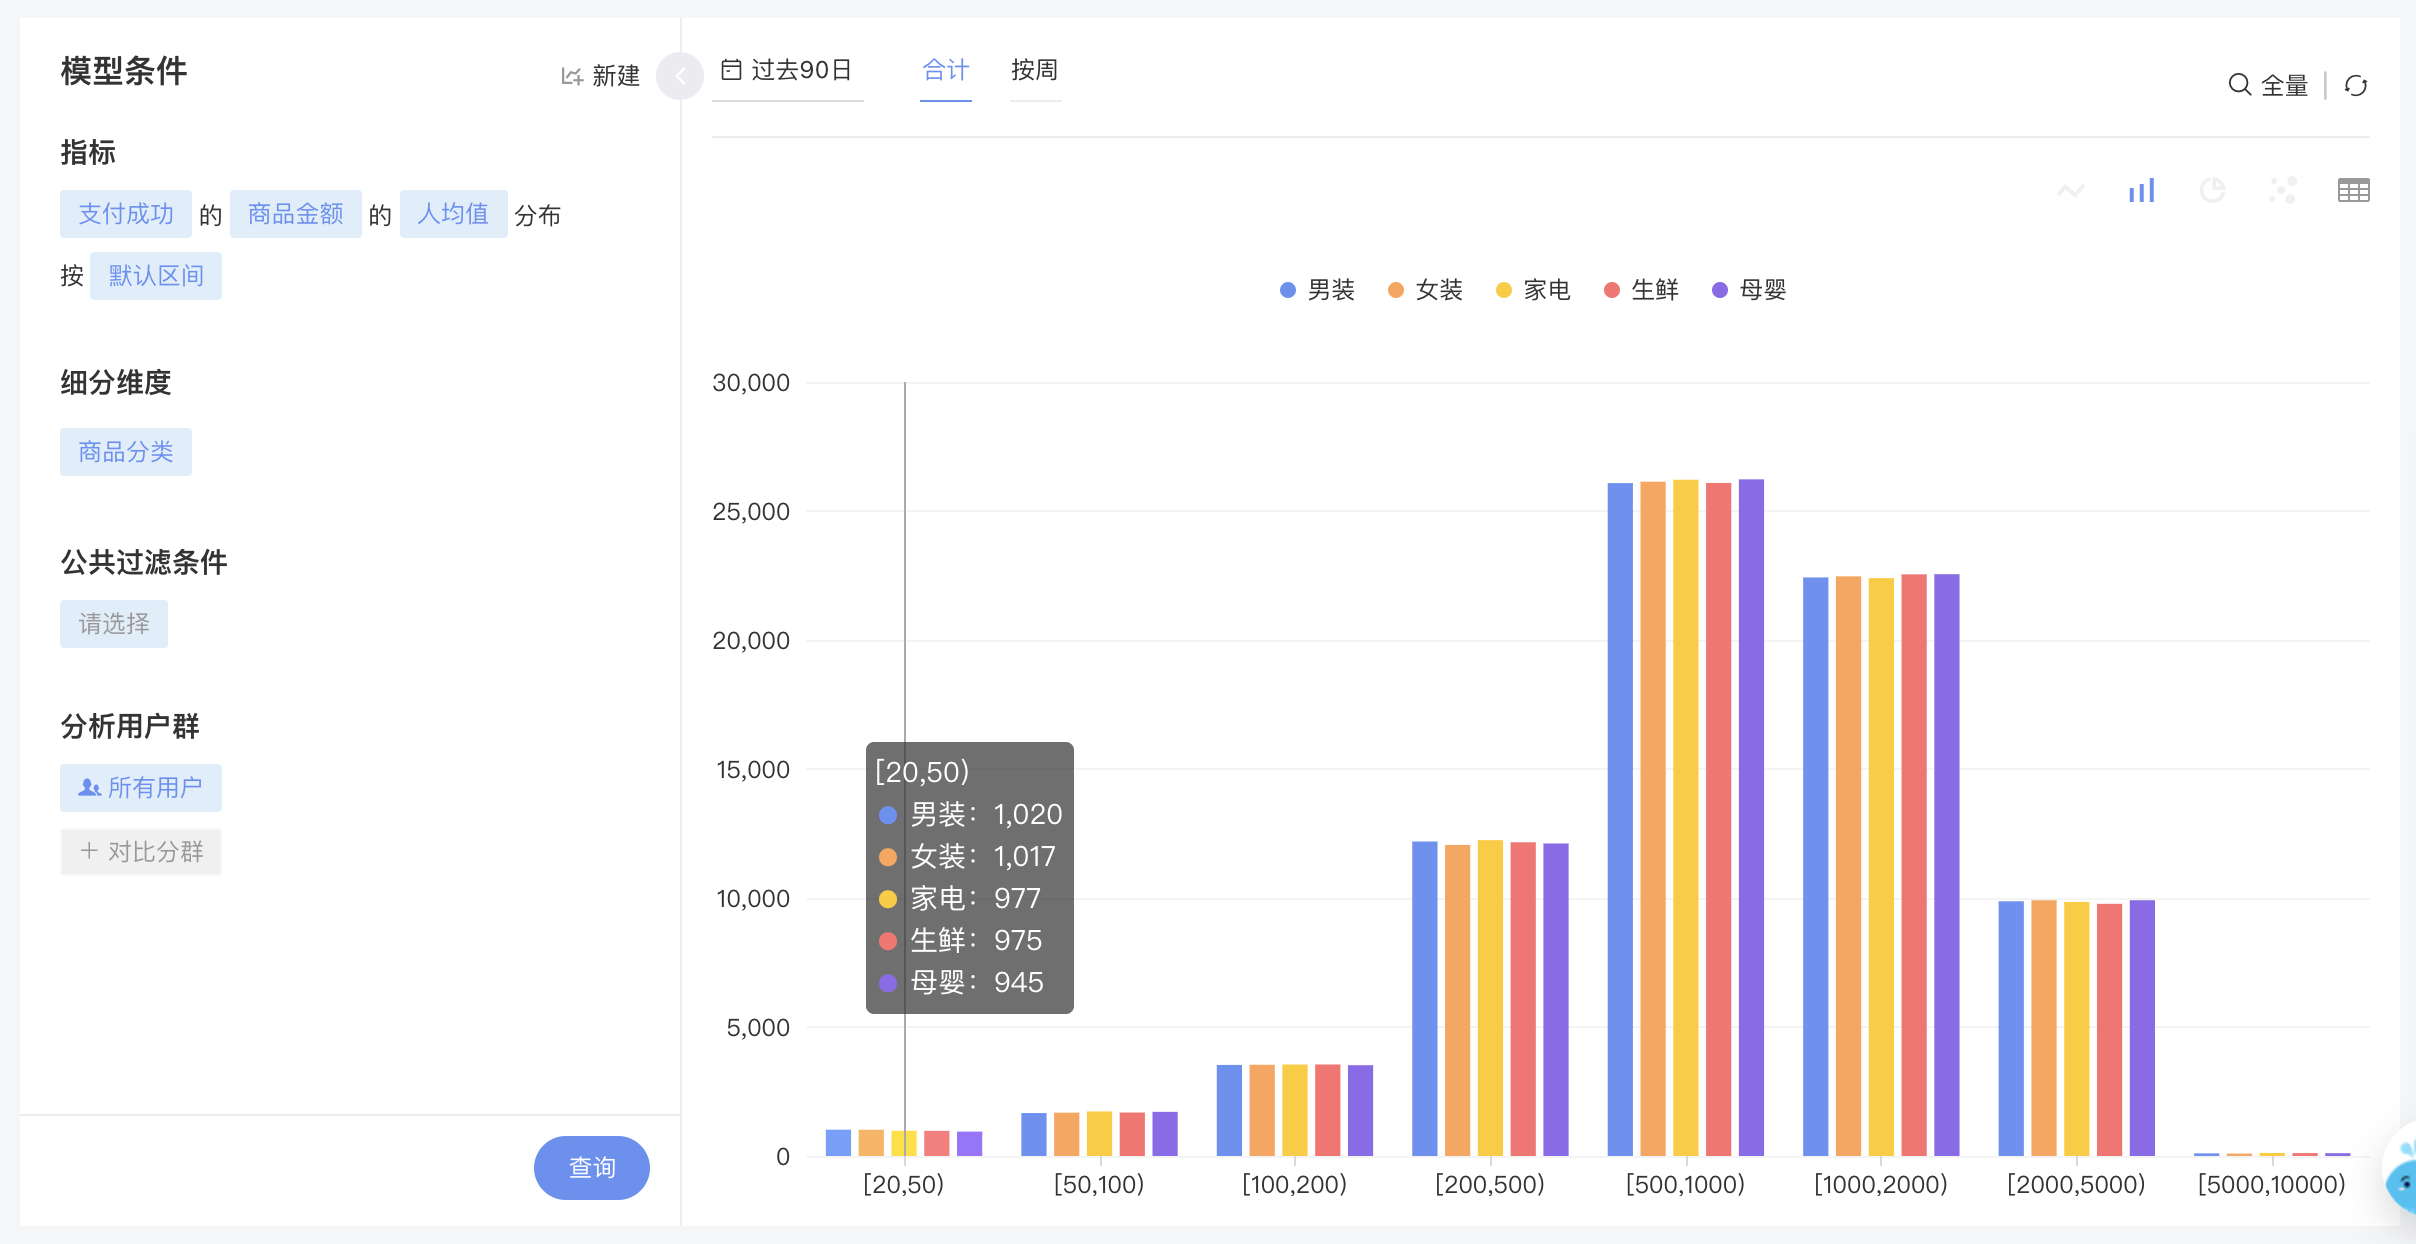 模型条件
新建
指标
支付成功 的 商品金额 的 人均值 分布
按 默认区间
细分维度
商品分类
公共过滤条件
请选择
分析用户群
所有用户
+ 对比分群
查询
过去90日 合计 按周
全量
男装 女装 家电 生鲜 母婴
30,000
25,000
20,000
15,000
10,000
5,000
0
[20,50)
男装: 1,020
女装: 1,017
家电: 977
生鲜: 975
母婴: 945
[20,50) [50,100) [100,200) [200,500) [500,1000) [1000,2000) [2000,5000) [5000,10000)